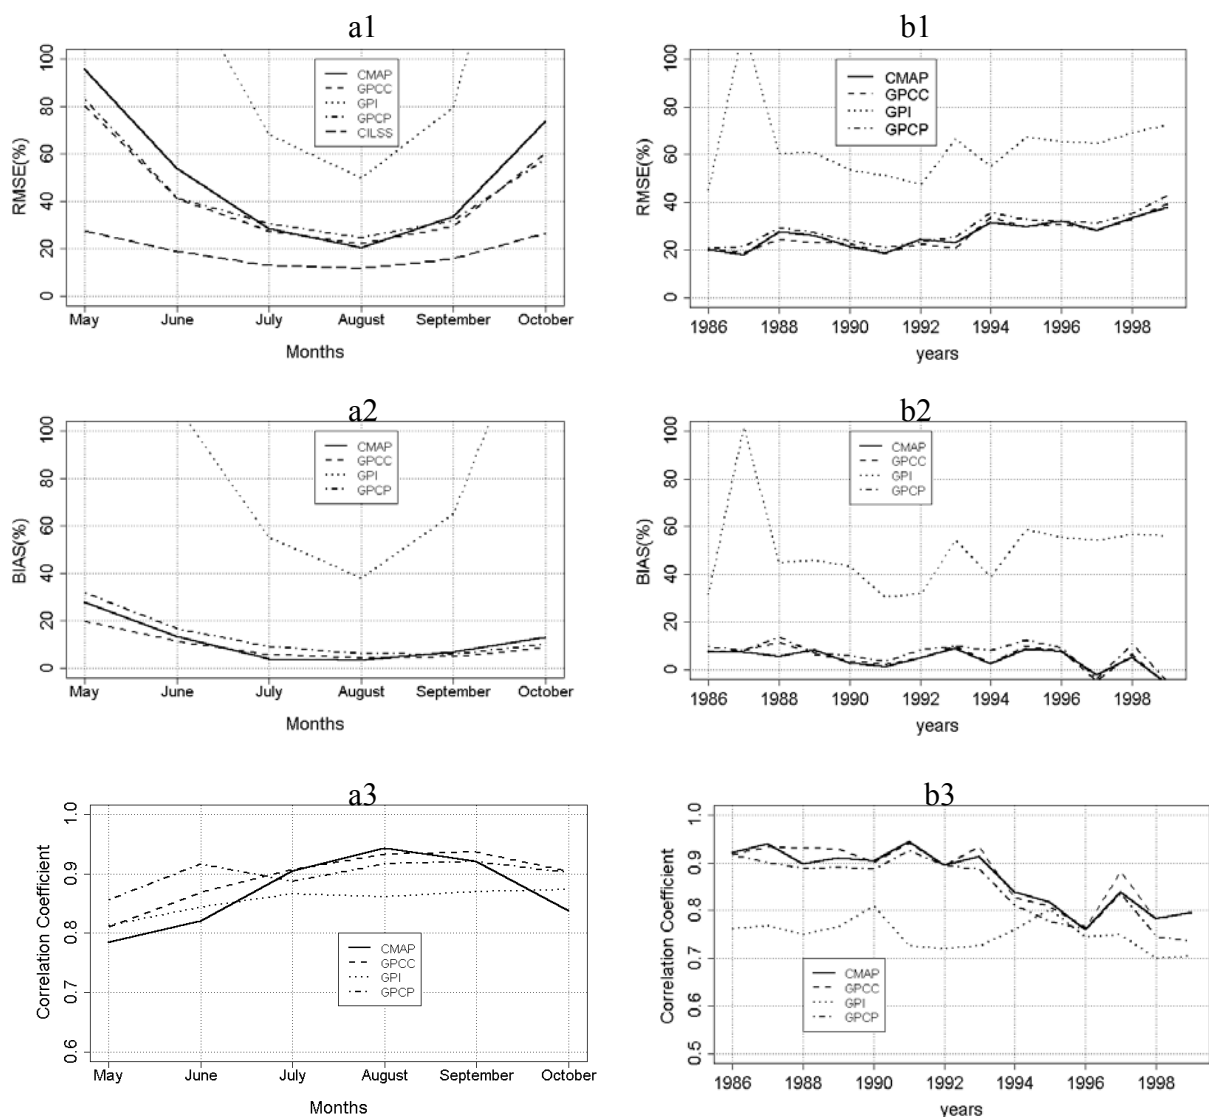 a1
100
80
60
40
20
0
RMSE(%)
CMAP
GPCC
GPI
GPCP
CILSS
May June July August September October
Months
b1
100
80
60
40
20
0
RMSE(%)
CMAP
GPCC
GPI
GPCP
1986 1988 1990 1992 1994 1996 1998
years
a2
100
80
60
40
20
0
BIAS(%)
CMAP
GPCC
GPI
GPCP
May June July August September October
Months
b2
100
80
60
40
20
0
BIAS(%)
CMAP
GPCC
GPI
GPCP
1986 1988 1990 1992 1994 1996 1998
years
a3
1.0
0.9
0.8
0.7
0.6
Correlation Coefficient
CMAP
GPCC
GPI
GPCP
May June July August September October
Months
b3
1.0
0.9
0.8
0.7
0.6
0.5
Correlation Coefficient
CMAP
GPCC
GPI
GPCP
1986 1988 1990 1992 1994 1996 1998
years